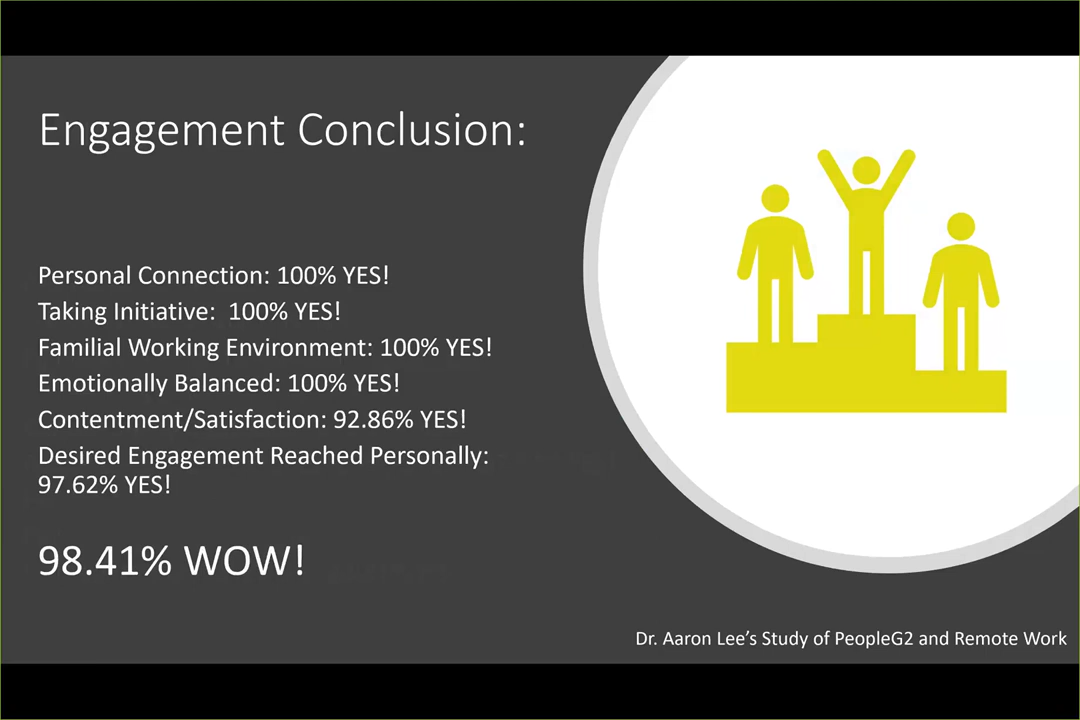 Engagement Conclusion:
Personal Connection: 100% YES!
Taking Initiative:  100% YES!
Familial Working Environment: 100% YES!
Emotionally Balanced: 100% YES!
Contentment/Satisfaction: 92.86% YES!
Desired Engagement Reached Personally:
97.62% YES!
98.41% WOW!
Dr. Aaron Lee’s Study of PeopleG2 and Remote Work